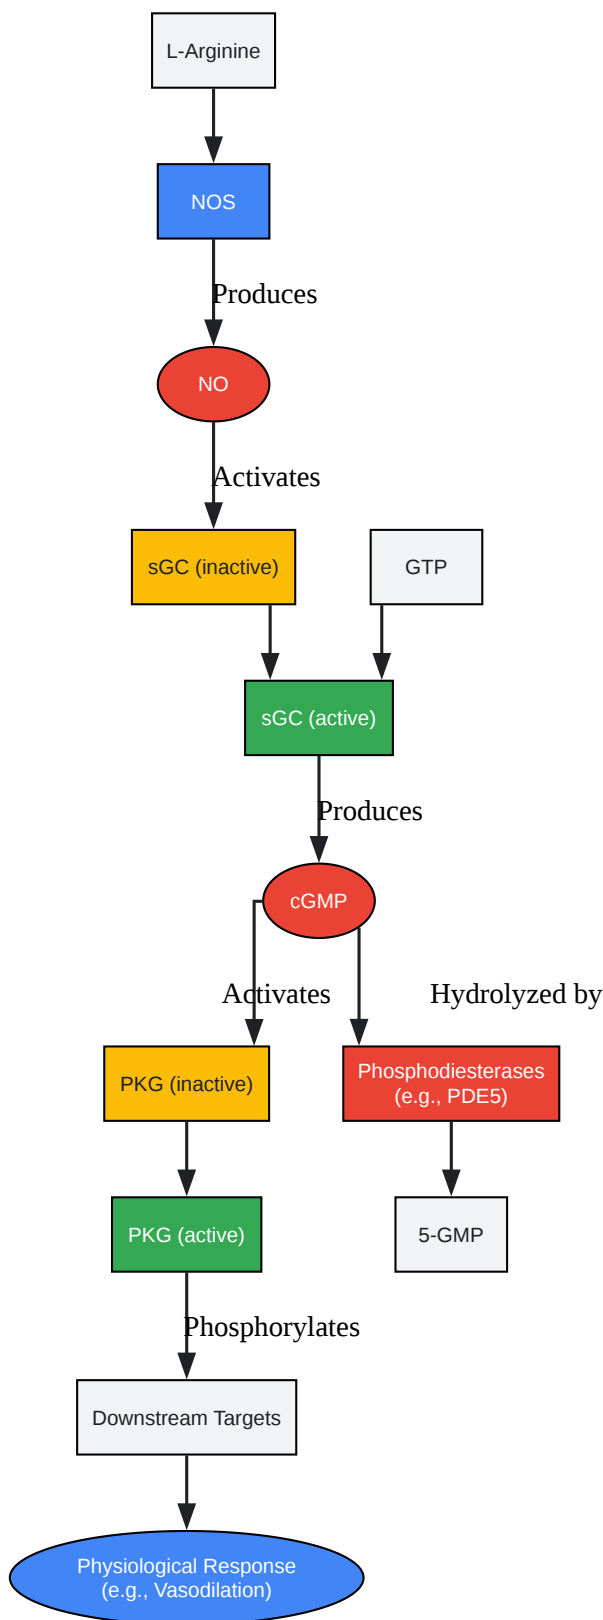 L-Arginine
NOS
Produces
NO
Activates
sGC (inactive)
GTP
sGC (active)
Produces
cGMP
Activates
Hydrolyzed by
PKG (inactive)
Phosphodiesterases
(e.g., PDE5)
PKG (active)
5-GMP
Phosphorylates
Downstream Targets
Physiological Response
(e.g., Vasodilation)